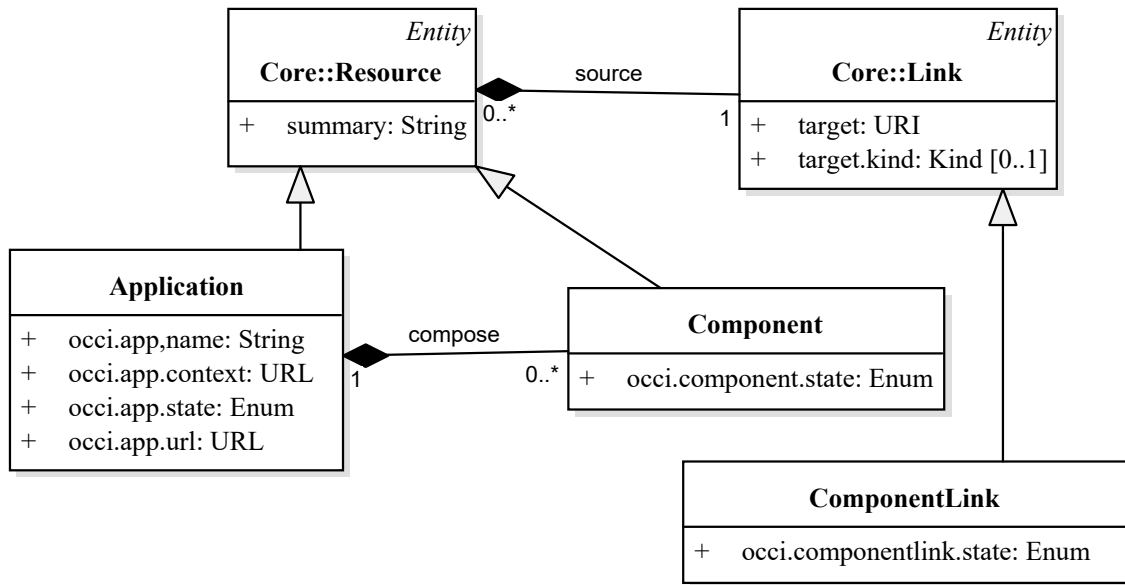 Entity
Core::Resource
+ summary: String
source
0..*
1
Entity
Core::Link
+ target: URI
+ target.kind: Kind [0..1]
Application
+ occi.app,name: String
+ occi.app.context: URL
+ occi.app.state: Enum
+ occi.app.url: URL
compose
1
0..*
Component
+ occi.component.state: Enum
ComponentLink
+ occi.componentlink.state: Enum